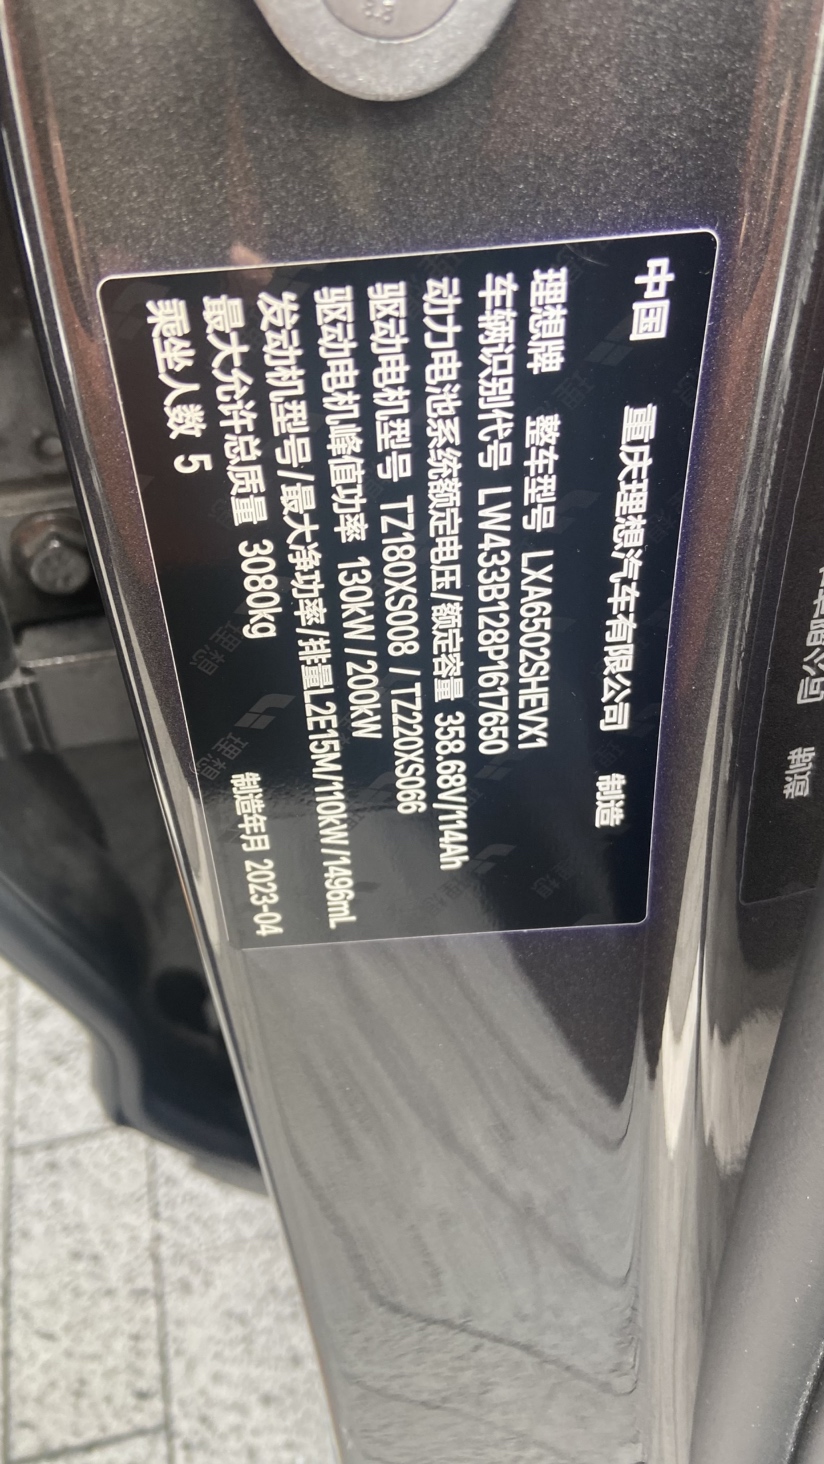 中国 重庆理想汽车有限公司 制造
理想牌 整车型号 LXA6502SHEVX1
车辆识别代号 LW433B128P1617650
动力电池系统额定电压/额定容量 358.68V/114Ah
驱动电机型号 TZ180XS008 / TZ220XS066
驱动电机峰值功率 130kW / 200kW
发动机型号/最大净功率/排量L2E15M/110kW/1496mL
最大允许总质量 3080kg
乘坐人数 5
制造年月 2023-04
制造